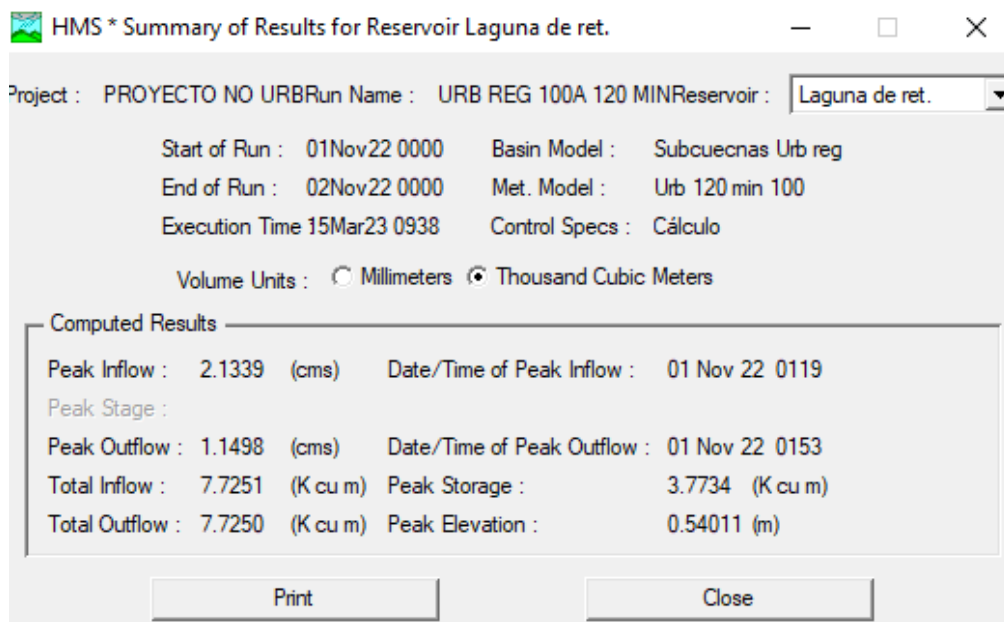 HMS * Summary of Results for Reservoir Laguna de ret.
Project : PROYECTO NO URBRun Name : URB REG 100A 120 MINReservoir : Laguna de ret.
Start of Run : 01Nov22 0000 Basin Model : Subcuecnas Urb reg
End of Run : 02Nov22 0000 Met. Model : Urb 120 min 100
Execution Time 15Mar23 0938 Control Specs : Cálculo
Volume Units : Millimeters Thousand Cubic Meters
Computed Results
Peak Inflow : 2.1339 (cms) Date/Time of Peak Inflow : 01 Nov 22 0119
Peak Stage :
Peak Outflow : 1.1498 (cms) Date/Time of Peak Outflow : 01 Nov 22 0153
Total Inflow : 7.7251 (K cu m) Peak Storage : 3.7734 (K cu m)
Total Outflow : 7.7250 (K cu m) Peak Elevation : 0.54011 (m)
Print Close